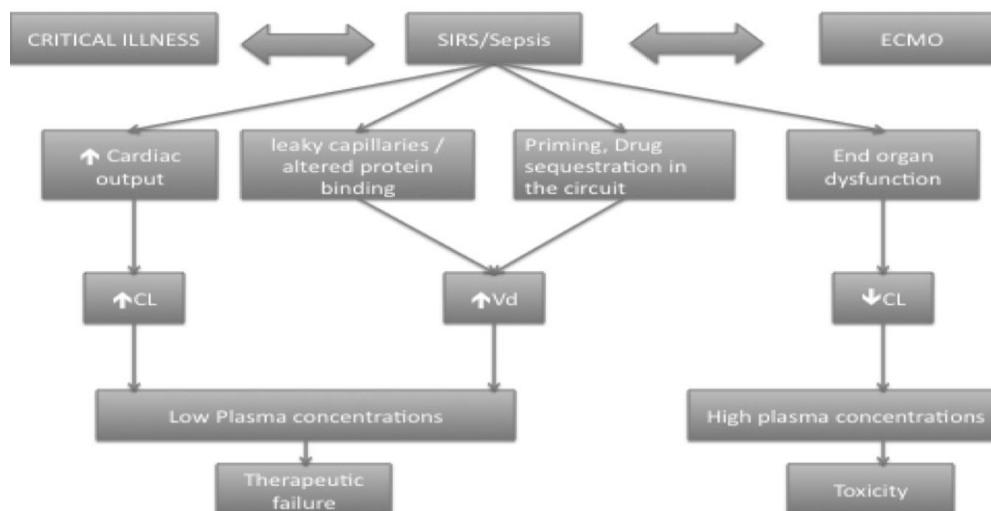 CRITICAL ILLNESS
SIRS/Sepsis
ECMO
↑ Cardiac
output
leaky capillaries /
altered protein
binding
Priming, Drug
sequestration in
the circuit
End organ
dysfunction
↑CL
↑Vd
↓CL
Low Plasma concentrations
High plasma concentrations
Therapeutic
failure
Toxicity